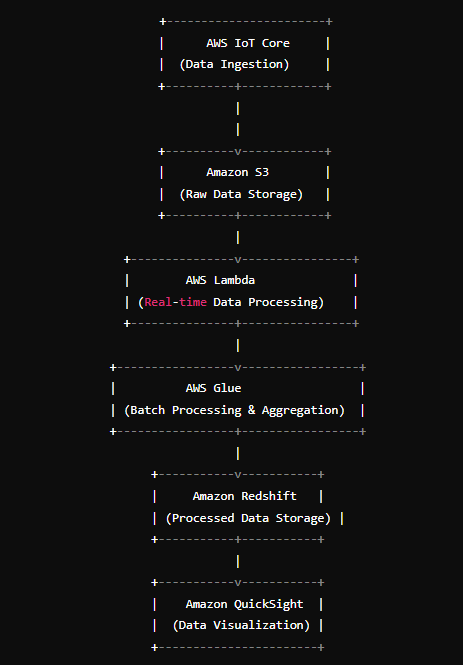 +-----------------------+
|      AWS IoT Core     |
|  (Data Ingestion)     |
+----------+------------+
|
|
+----------v------------+
|      Amazon S3        |
|  (Raw Data Storage)   |
+----------+------------+
|
+---------------v----------------+
|        AWS Lambda              |
| (Real-time Data Processing)    |
+---------------+----------------+
|
+-----------------v-----------------+
|          AWS Glue                 |
| (Batch Processing & Aggregation)  |
+-----------------+-----------------+
|
+-----------v-----------+
|     Amazon Redshift   |
| (Processed Data Storage) |
+-----------+-----------+
|
+-----------v-----------+
|    Amazon QuickSight  |
|  (Data Visualization) |
+-----------------------+